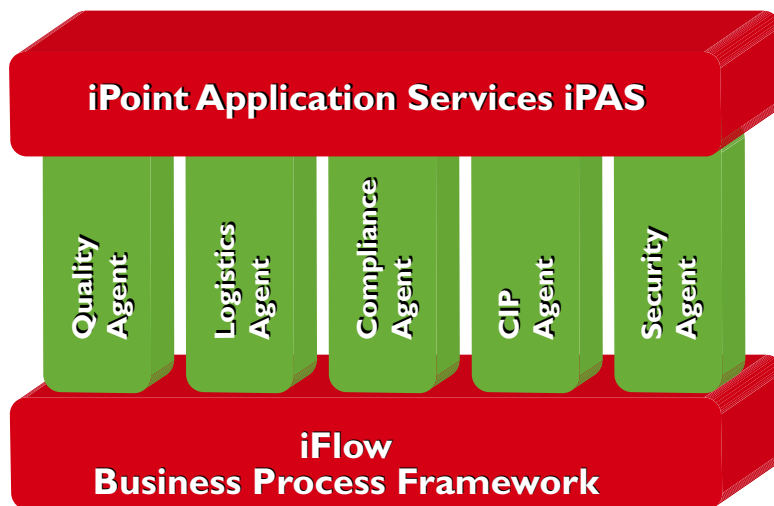 iPoint Application Services iPAS
Quality
Agent
Logistics
Agent
Compliance
Agent
CIP
Agent
Security
Agent
iFlow
Business Process Framework